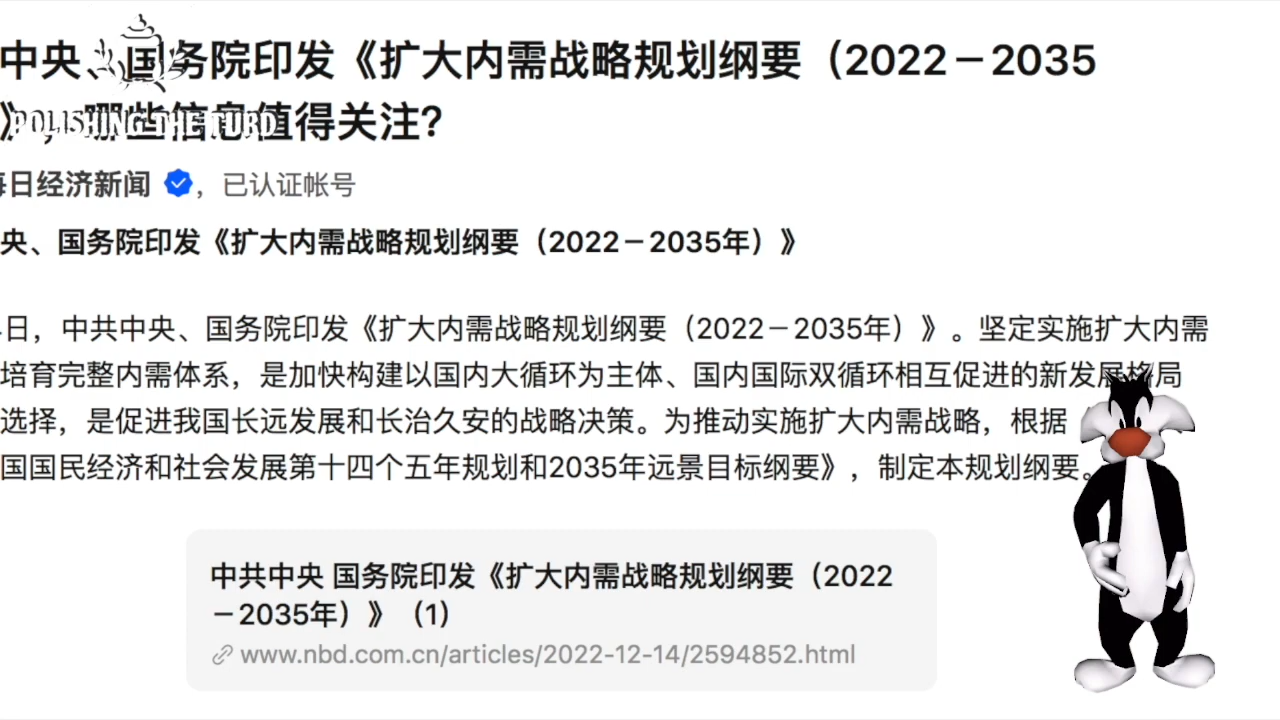 中央、国务院印发《扩大内需战略规划纲要（2022－2035
》，哪些信息值得关注？
POLISHING THE TURD
每日经济新闻 ，已认证帐号
央、国务院印发《扩大内需战略规划纲要（2022－2035年）》
日，中共中央、国务院印发《扩大内需战略规划纲要（2022－2035年）》。坚定实施扩大内需
培育完整内需体系，是加快构建以国内大循环为主体、国内国际双循环相互促进的新发展格局
选择，是促进我国长远发展和长治久安的战略决策。为推动实施扩大内需战略，根据
国国民经济和社会发展第十四个五年规划和2035年远景目标纲要》，制定本规划纲要。
中共中央 国务院印发《扩大内需战略规划纲要（2022
－2035年）》（1）
www.nbd.com.cn/articles/2022-12-14/2594852.html